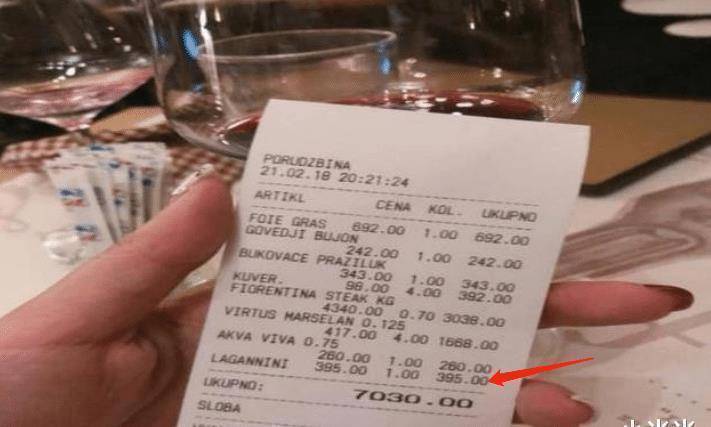 PORUDZBINA
21.02.18 20:21:24
ARTIKL CENA KOL. UKUPNO
FOIE GRAS 692.00 1.00 692.00
GOVEDJI BUJON
242.00 1.00 242.00
BUKOVACE PRAZILUK
343.00 1.00 343.00
KUVER. 98.00 4.00 392.00
FIORENTINA STEAK KG
4340.00 0.70 3038.00
VIRTUS MARSELAN 0.125
417.00 4.00 1668.00
AKVA VIVA 0.75
260.00 1.00 260.00
LAGANNINI 395.00 1.00 395.00
UKUPNO: 7030.00
SLOBA